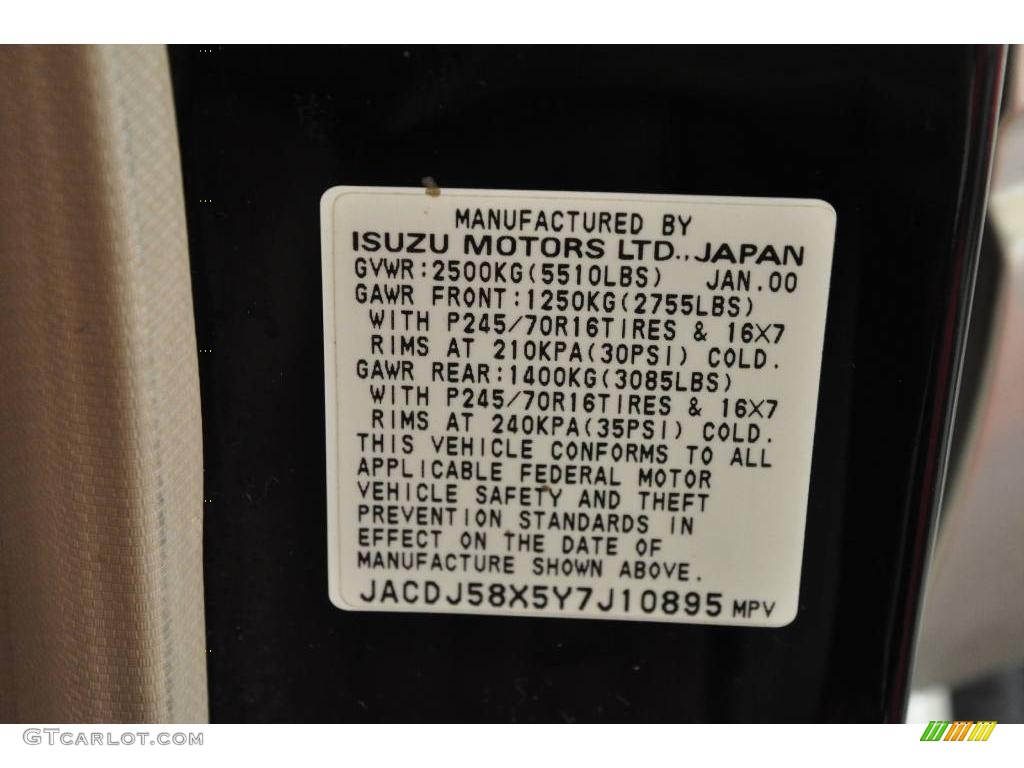 MANUFACTURED BY
ISUZU MOTORS LTD., JAPAN
GVWR:2500KG(5510LBS) JAN.00
GAWR FRONT:1250KG(2755LBS)
WITH P245/70R16TIRES & 16X7
RIMS AT 210KPA(30PSI) COLD.
GAWR REAR:1400KG(3085LBS)
WITH P245/70R16TIRES & 16X7
RIMS AT 240KPA(35PSI) COLD.
THIS VEHICLE CONFORMS TO ALL
APPLICABLE FEDERAL MOTOR
VEHICLE SAFETY AND THEFT
PREVENTION STANDARDS IN
EFFECT ON THE DATE OF
MANUFACTURE SHOWN ABOVE.
JACDJ58X5Y7J10895 MPV
GTCARLOT.COM